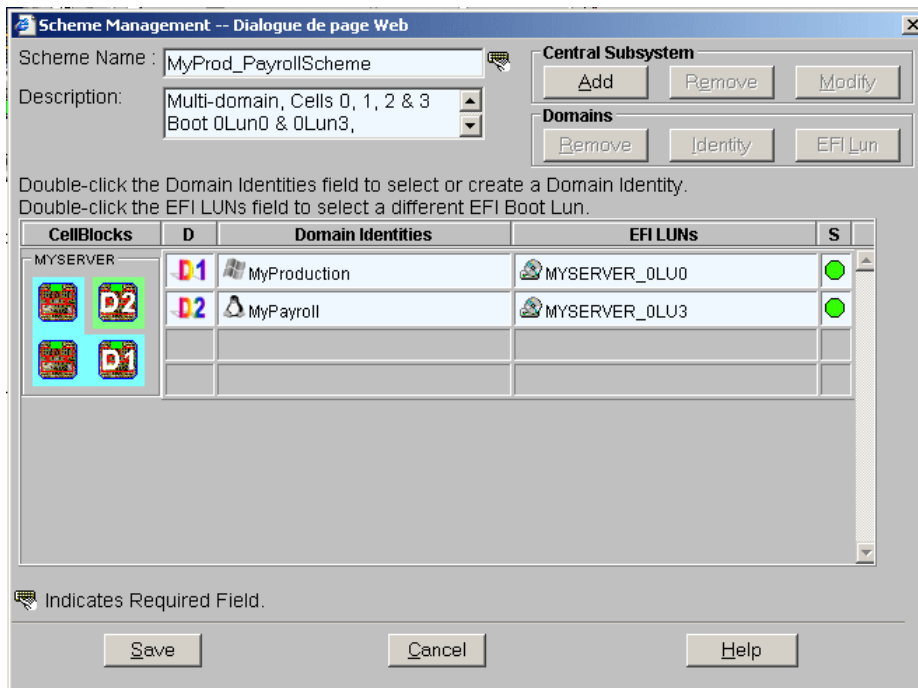 Scheme Management -- Dialogue de page Web
Scheme Name :
MyProd_PayrollScheme
Central Subsystem
Add Remove Modify
Description:
Multi-domain, Cells 0, 1, 2 & 3
Boot 0Lun0 & 0Lun3,
Domains
Remove Identity EFI Lun
Double-click the Domain Identities field to select or create a Domain Identity.
Double-click the EFI LUNs field to select a different EFI Boot Lun.
CellBlocks D Domain Identities EFI LUNs S
MYSERVER
D1 MyProduction MYSERVER_0LU0
D2
D2 MyPayroll MYSERVER_0LU3
D1
Indicates Required Field.
Save Cancel Help